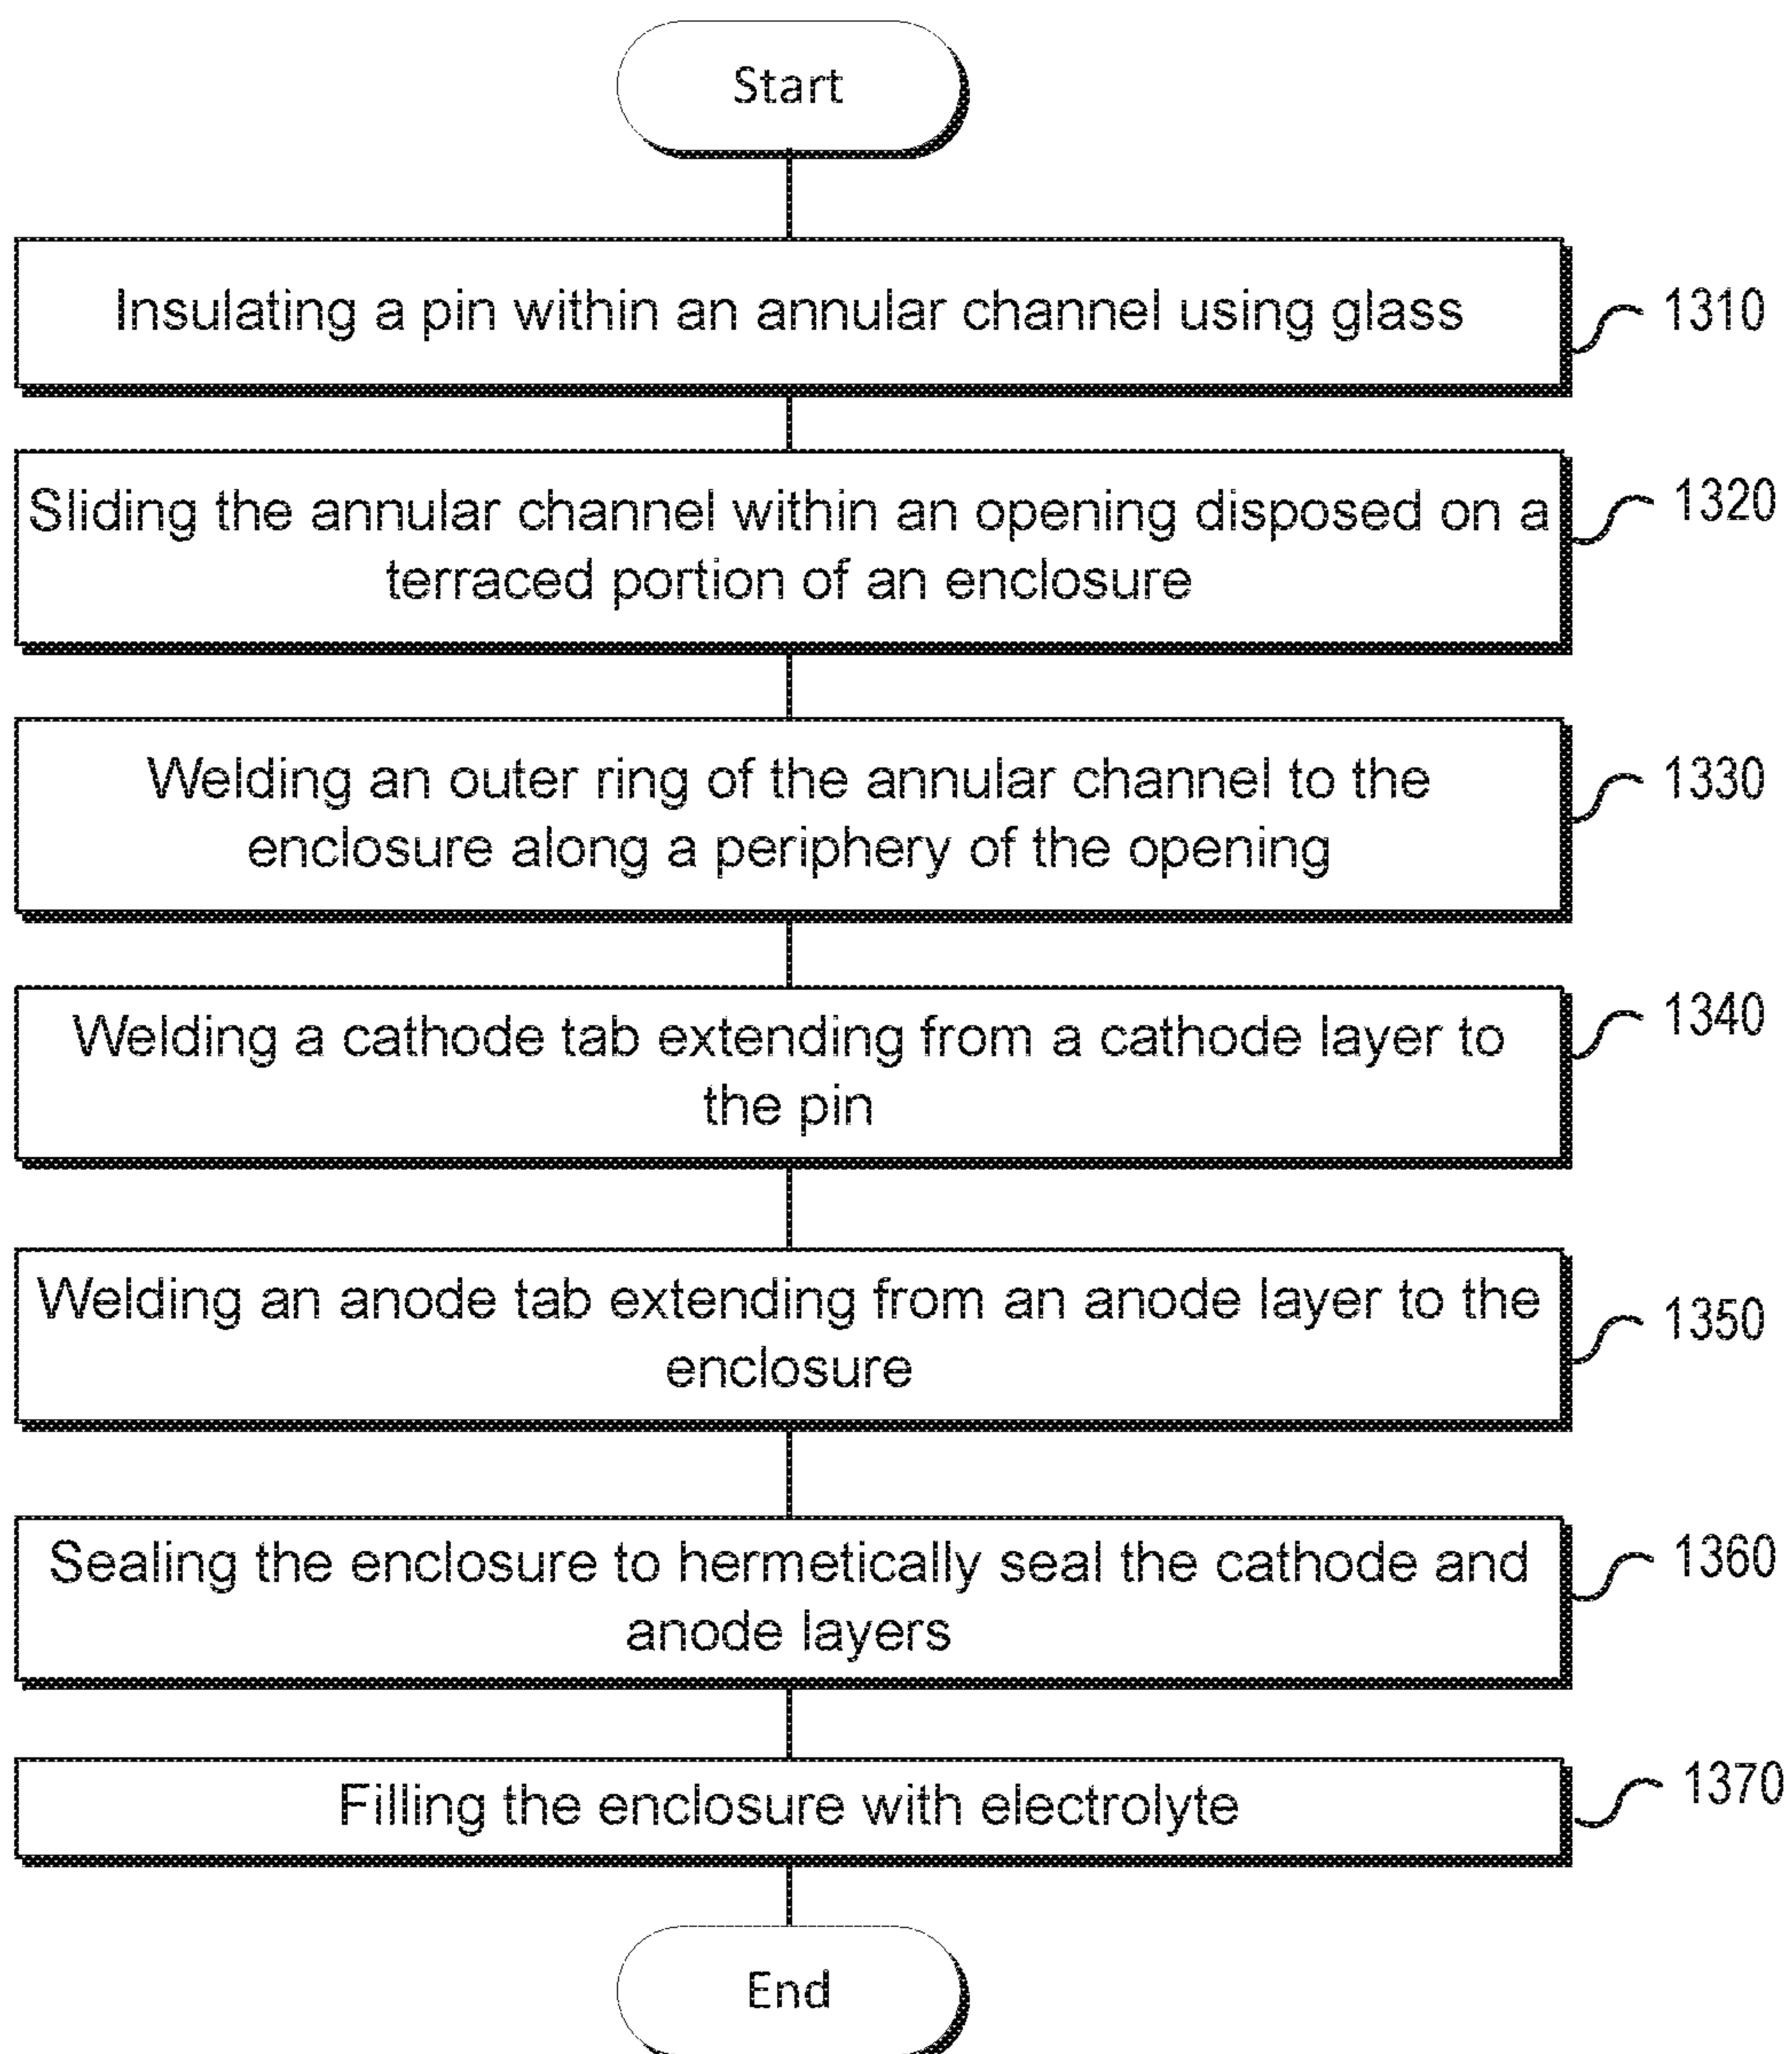 Start
Insulating a pin within an annular channel using glass
1310
Sliding the annular channel within an opening disposed on a
terraced portion of an enclosure
1320
Welding an outer ring of the annular channel to the
enclosure along a periphery of the opening
1330
Welding a cathode tab extending from a cathode layer to
the pin
1340
Welding an anode tab extending from an anode layer to the
enclosure
1350
Sealing the enclosure to hermetically seal the cathode and
anode layers
1360
Filling the enclosure with electrolyte
1370
End